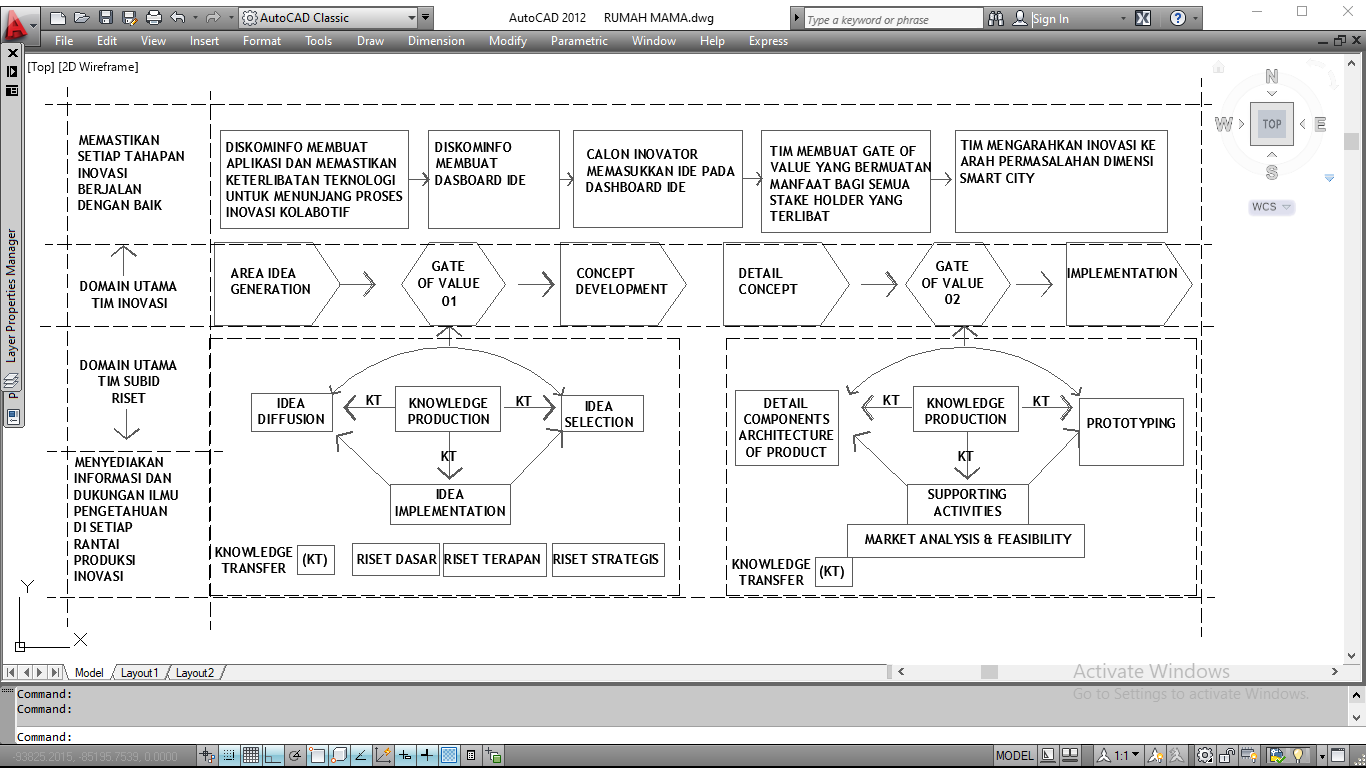 AutoCAD Classic
AutoCAD 2012 RUMAH MAMA.dwg
Type a keyword or phrase
Sign In
File Edit View Insert Format Tools Draw Dimension Modify Parametric Window Help Express
[Top] [2D Wireframe]
N
W TOP E
S
WCS
Layer Properties Manager
MEMASTIKAN
SETIAP TAHAPAN
INOVASI
BERJALAN
DENGAN BAIK
DISKOMINFO MEMBUAT
APLIKASI DAN MEMASTIKAN
KETERLIBATAN TEKNOLOGI
UNTUK MENUNJANG PROSES
INOVASI KOLABOTIF
DISKOMINFO
MEMBUAT
DASBOARD IDE
CALON INOVATOR
MEMASUKKAN IDE PADA
DASHBOARD IDE
TIM MEMBUAT GATE OF
VALUE YANG BERMUATAN
MANFAAT BAGI SEMUA
STAKE HOLDER YANG
TERLIBAT
TIM MENGARAHKAN INOVASI KE
ARAH PERMASALAHAN DIMENSI
SMART CITY
DOMAIN UTAMA
TIM INOVASI
AREA IDEA
GENERATION
GATE
OF VALUE
01
CONCEPT
DEVELOPMENT
DETAIL
CONCEPT
GATE
OF VALUE
02
IMPLEMENTATION
DOMAIN UTAMA
TIM SUBID
RISET
IDEA
DIFFUSION
KT
KNOWLEDGE
PRODUCTION
KT
IDEA
SELECTION
KT
IDEA
IMPLEMENTATION
KNOWLEDGE
TRANSFER
(KT)
RISET DASAR
RISET TERAPAN
RISET STRATEGIS
DETAIL
COMPONENTS
ARCHITECTURE
OF PRODUCT
KT
KNOWLEDGE
PRODUCTION
KT
PROTOTYPING
KT
SUPPORTING
ACTIVITIES
MARKET ANALYSIS & FEASIBILITY
KNOWLEDGE
TRANSFER
(KT)
MENYEDIAKAN
INFORMASI DAN
DUKUNGAN ILMU
PENGETAHUAN
DI SETIAP
RANTAI
PRODUKSI
INOVASI
Y
X
Model Layout1 Layout2
Activate Windows
Go to Settings to activate Windows.
Command:
Command:
Command:
-93825.2015, -85195.7539, 0.0000
MODEL
1:1